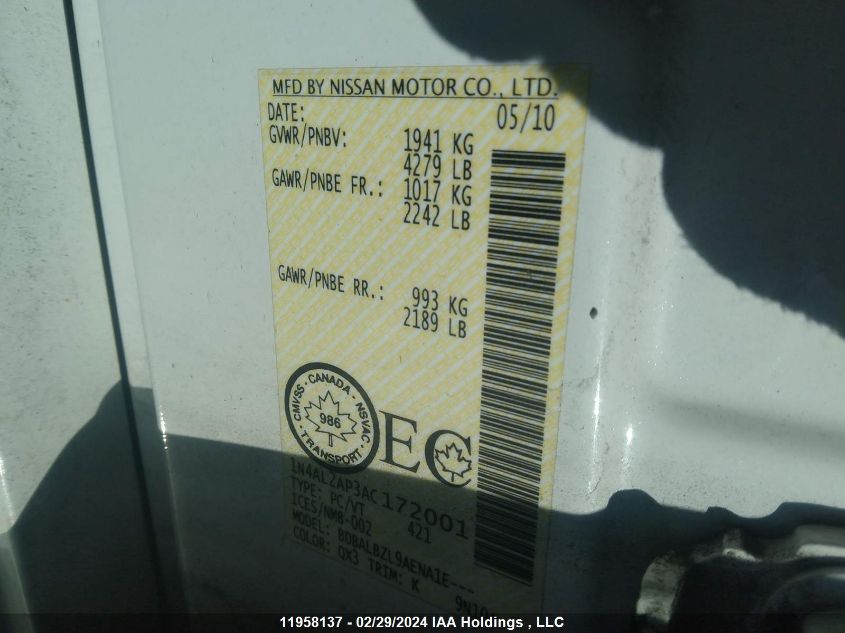 MFD BY NISSAN MOTOR CO., LTD.
DATE: 05/10
GVWR/PNBV: 1941 KG
4279 LB
GAWR/PNBE FR.: 1017 KG
2242 LB
GAWR/PNBE RR.: 993 KG
2189 LB
CMVSS · CANADA · NSVAC · TRANSPORT
986
EC
1N4AL2AP3AC172001
TYPE: PC/VT
ICES/NMB-002 421
MODEL: BDBALBZL9AENA1E---
COLOR: QX3 TRIM: K
11958137 - 02/29/2024 IAA Holdings , LLC